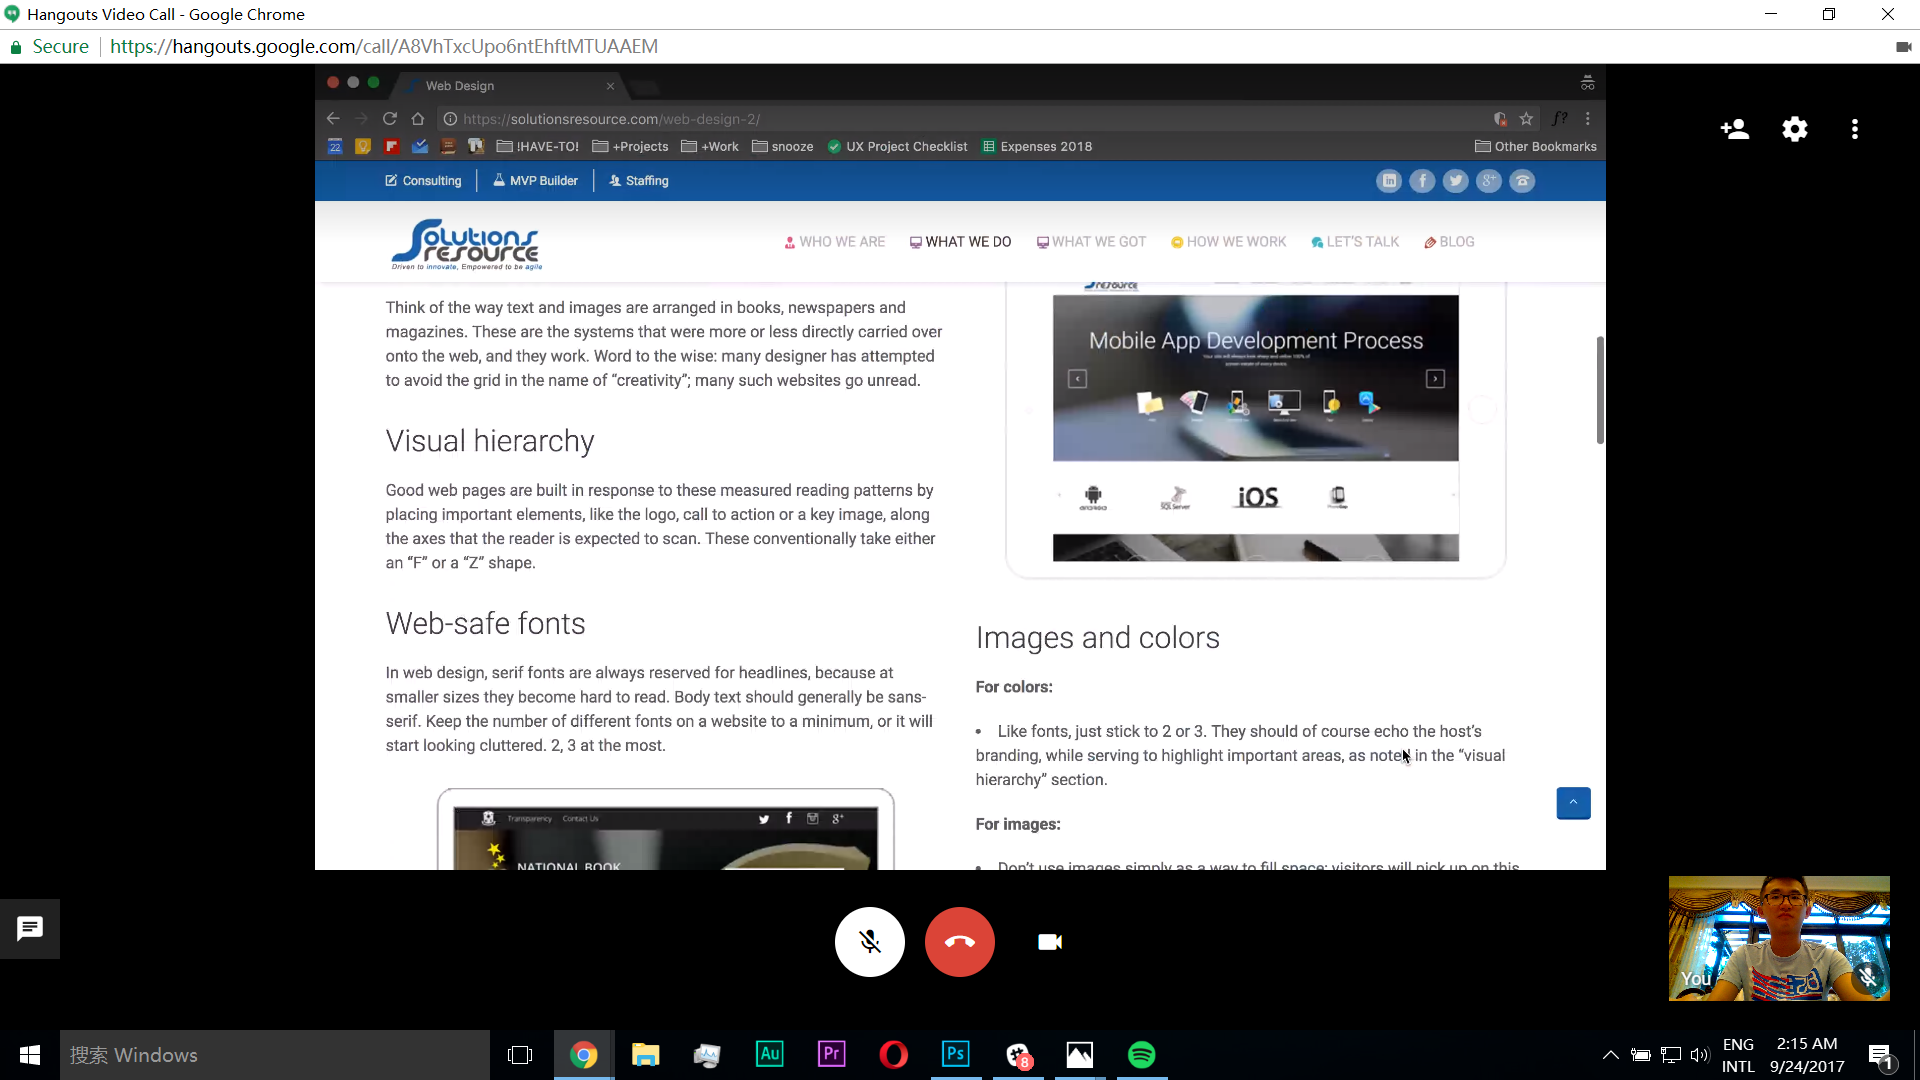 Hangouts Video Call - Google Chrome
Secure https://hangouts.google.com/call/A8VhTxcUpo6ntEhftMTUAAEM
Web Design
https://solutionsresource.com/web-design-2/
22 !HAVE-TO! +Projects +Work snooze UX Project Checklist Expenses 2018 Other Bookmarks
Consulting MVP Builder Staffing
Solutions
resource
Driven to innovate, Empowered to be agile
WHO WE ARE WHAT WE DO WHAT WE GOT HOW WE WORK LET'S TALK BLOG
Think of the way text and images are arranged in books, newspapers and
magazines. These are the systems that were more or less directly carried over
onto the web, and they work. Word to the wise: many designer has attempted
to avoid the grid in the name of “creativity”; many such websites go unread.
Visual hierarchy
Good web pages are built in response to these measured reading patterns by
placing important elements, like the logo, call to action or a key image, along
the axes that the reader is expected to scan. These conventionally take either
an “F” or a “Z” shape.
Web-safe fonts
In web design, serif fonts are always reserved for headlines, because at
smaller sizes they become hard to read. Body text should generally be sans-
serif. Keep the number of different fonts on a website to a minimum, or it will
start looking cluttered. 2, 3 at the most.
Transparency Contact Us
NATIONAL BOOK
resource
Mobile App Development Process
android SQL Server iOS
Images and colors
For colors:
• Like fonts, just stick to 2 or 3. They should of course echo the host’s
branding, while serving to highlight important areas, as noted in the “visual
hierarchy” section.
For images:
• Don’t use images simply as a way to fill space; visitors will pick up on this
You
搜索 Windows
Au Pr Ps 8
ENG
INTL
2:15 AM
9/24/2017
1